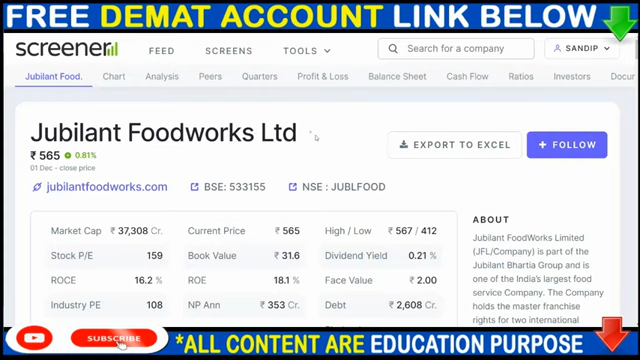 FREE DEMAT ACCOUNT LINK BELOW
screener
FEED SCREENS TOOLS
Search for a company
SANDIP
Jubilant Food. Chart Analysis Peers Quarters Profit & Loss Balance Sheet Cash Flow Ratios Investors Docum
Jubilant Foodworks Ltd
EXPORT TO EXCEL
+ FOLLOW
₹ 565 0.81%
01 Dec - close price
jubilantfoodworks.com BSE: 533155 NSE : JUBLFOOD
Market Cap ₹ 37,308 Cr. Current Price ₹ 565 High / Low ₹ 567 / 412
Stock P/E 159 Book Value ₹ 31.6 Dividend Yield 0.21 %
ROCE 16.2 % ROE 18.1 % Face Value ₹ 2.00
Industry PE 108 NP Ann ₹ 353 Cr. Debt ₹ 2,608 Cr.
ABOUT
Jubilant FoodWorks Limited
(JFL/Company) is part of the
Jubilant Bhartia Group and is
one of the India's largest food
service Company. The Company
holds the master franchise
rights for two international
SUBSCRIBE
*ALL CONTENT ARE EDUCATION PURPOSE